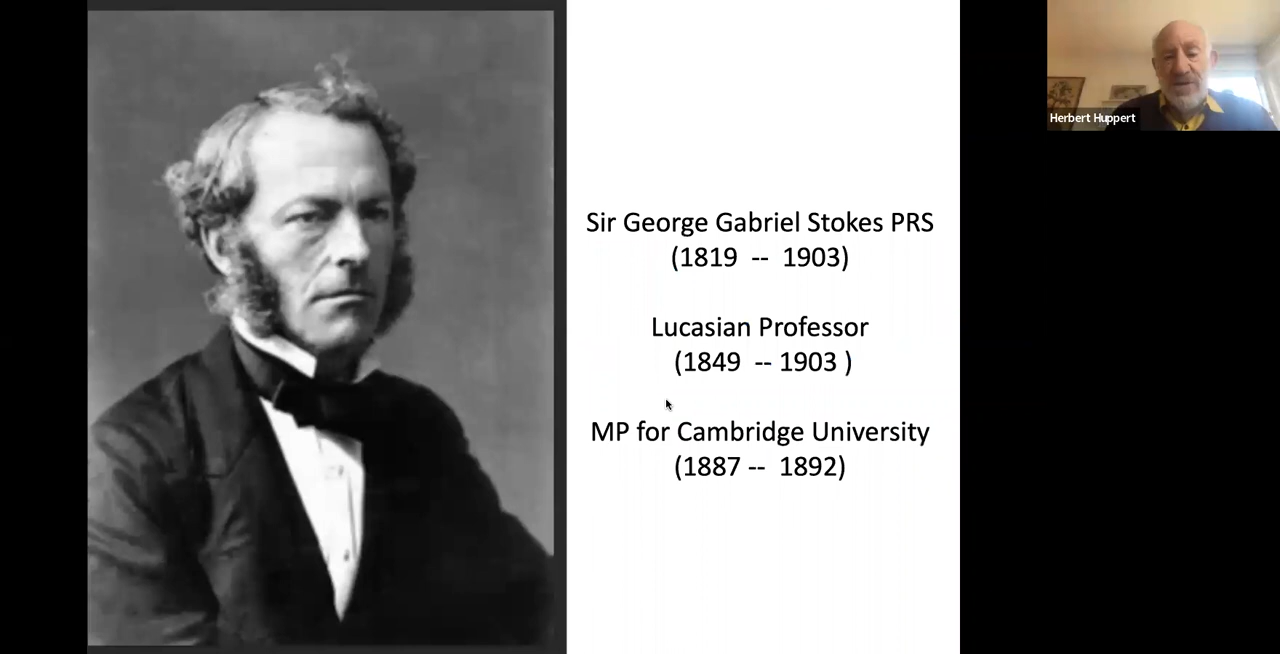 Sir George Gabriel Stokes PRS
(1819 -- 1903)
Lucasian Professor
(1849 -- 1903 )
MP for Cambridge University
(1887 -- 1892)
Herbert Huppert